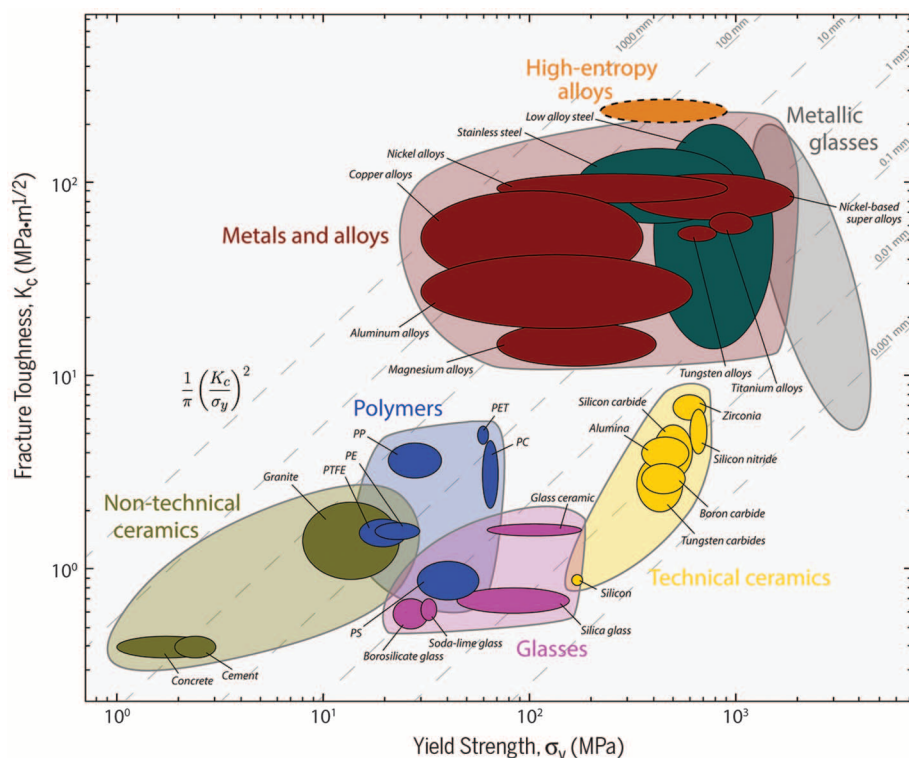 1000 mm
100 mm
10 mm
1 mm
High-entropy
alloys
Low alloy steel
Metallic
glasses
Stainless steel
Nickel alloys
0.1 mm
Copper alloys
10²
Nickel-based
super alloys
Metals and alloys
0.01 mm
Aluminum alloys
0.001 mm
Magnesium alloys
Tungsten alloys
Titanium alloys
10¹
Fracture Toughness, K_c (MPa•m^1/2)
1/π (K_c/σ_y)²
Polymers
PET
Silicon carbide
Zirconia
PP
PC
Alumina
PE
Silicon nitride
Granite
PTFE
Glass ceramic
Non-technical
ceramics
Boron carbide
Tungsten carbides
10⁰
Technical ceramics
Silicon
PS
Soda-lime glass
Silica glass
Borosilicate glass
Glasses
Cement
Concrete
10⁰
10¹
10²
10³
Yield Strength, σ_y (MPa)